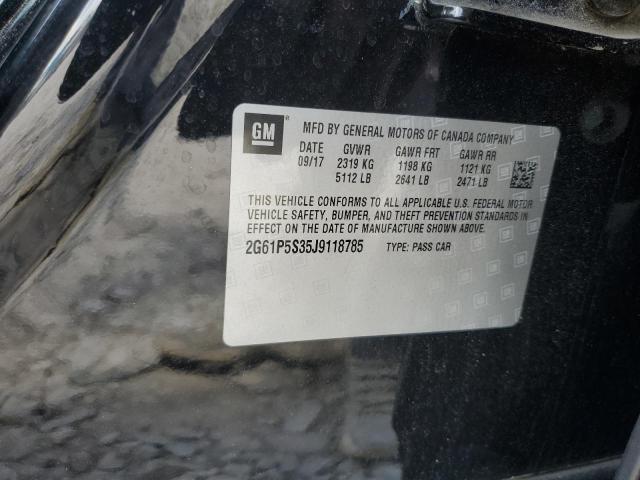 GM
MFD BY GENERAL MOTORS OF CANADA COMPANY
DATE GVWR GAWR FRT GAWR RR
09/17 2319 KG 1198 KG 1121 KG
5112 LB 2641 LB 2471 LB
THIS VEHICLE CONFORMS TO ALL APPLICABLE U.S. FEDERAL MOTOR
VEHICLE SAFETY, BUMPER, AND THEFT PREVENTION STANDARDS IN
EFFECT ON THE DATE OF MANUFACTURE SHOWN ABOVE.
2G61P5S35J9118785 TYPE: PASS CAR